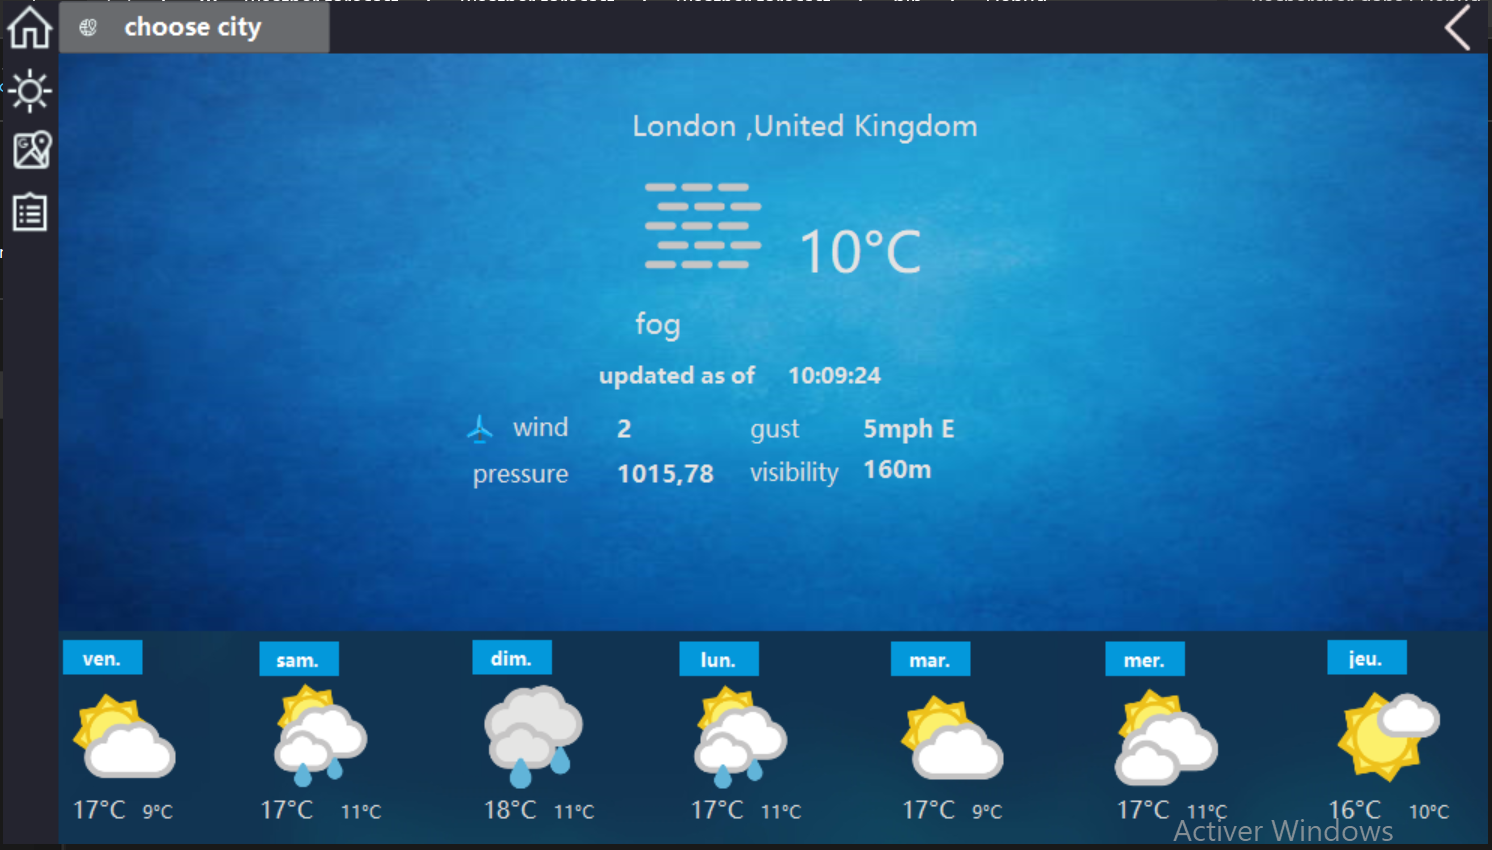 choose city
London ,United Kingdom
10°C
fog
updated as of 10:09:24
wind 2 gust 5mph E
pressure 1015,78 visibility 160m
ven. sam. dim. lun. mar. mer. jeu.
17°C 9°C 17°C 11°C 18°C 11°C 17°C 11°C 17°C 9°C 17°C 11°C 16°C 10°C
Activer Windows